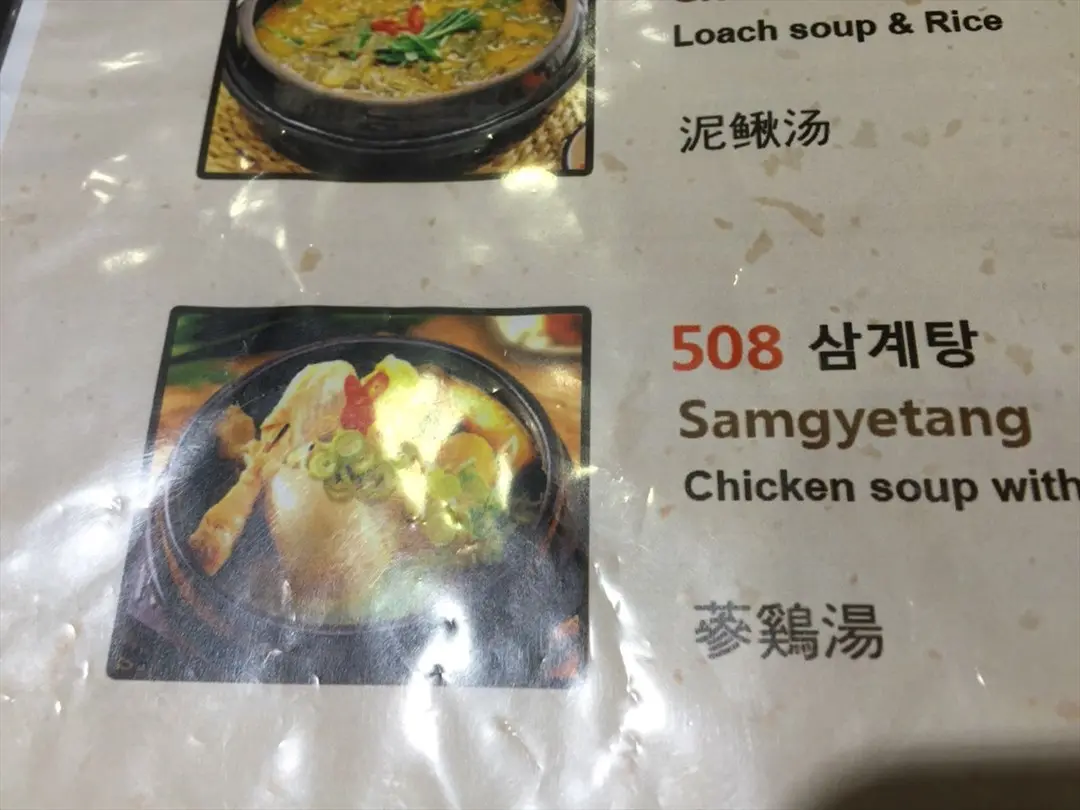 Loach soup & Rice
泥鳅汤
508 삼계탕
Samgyetang
Chicken soup with
蔘鷄湯